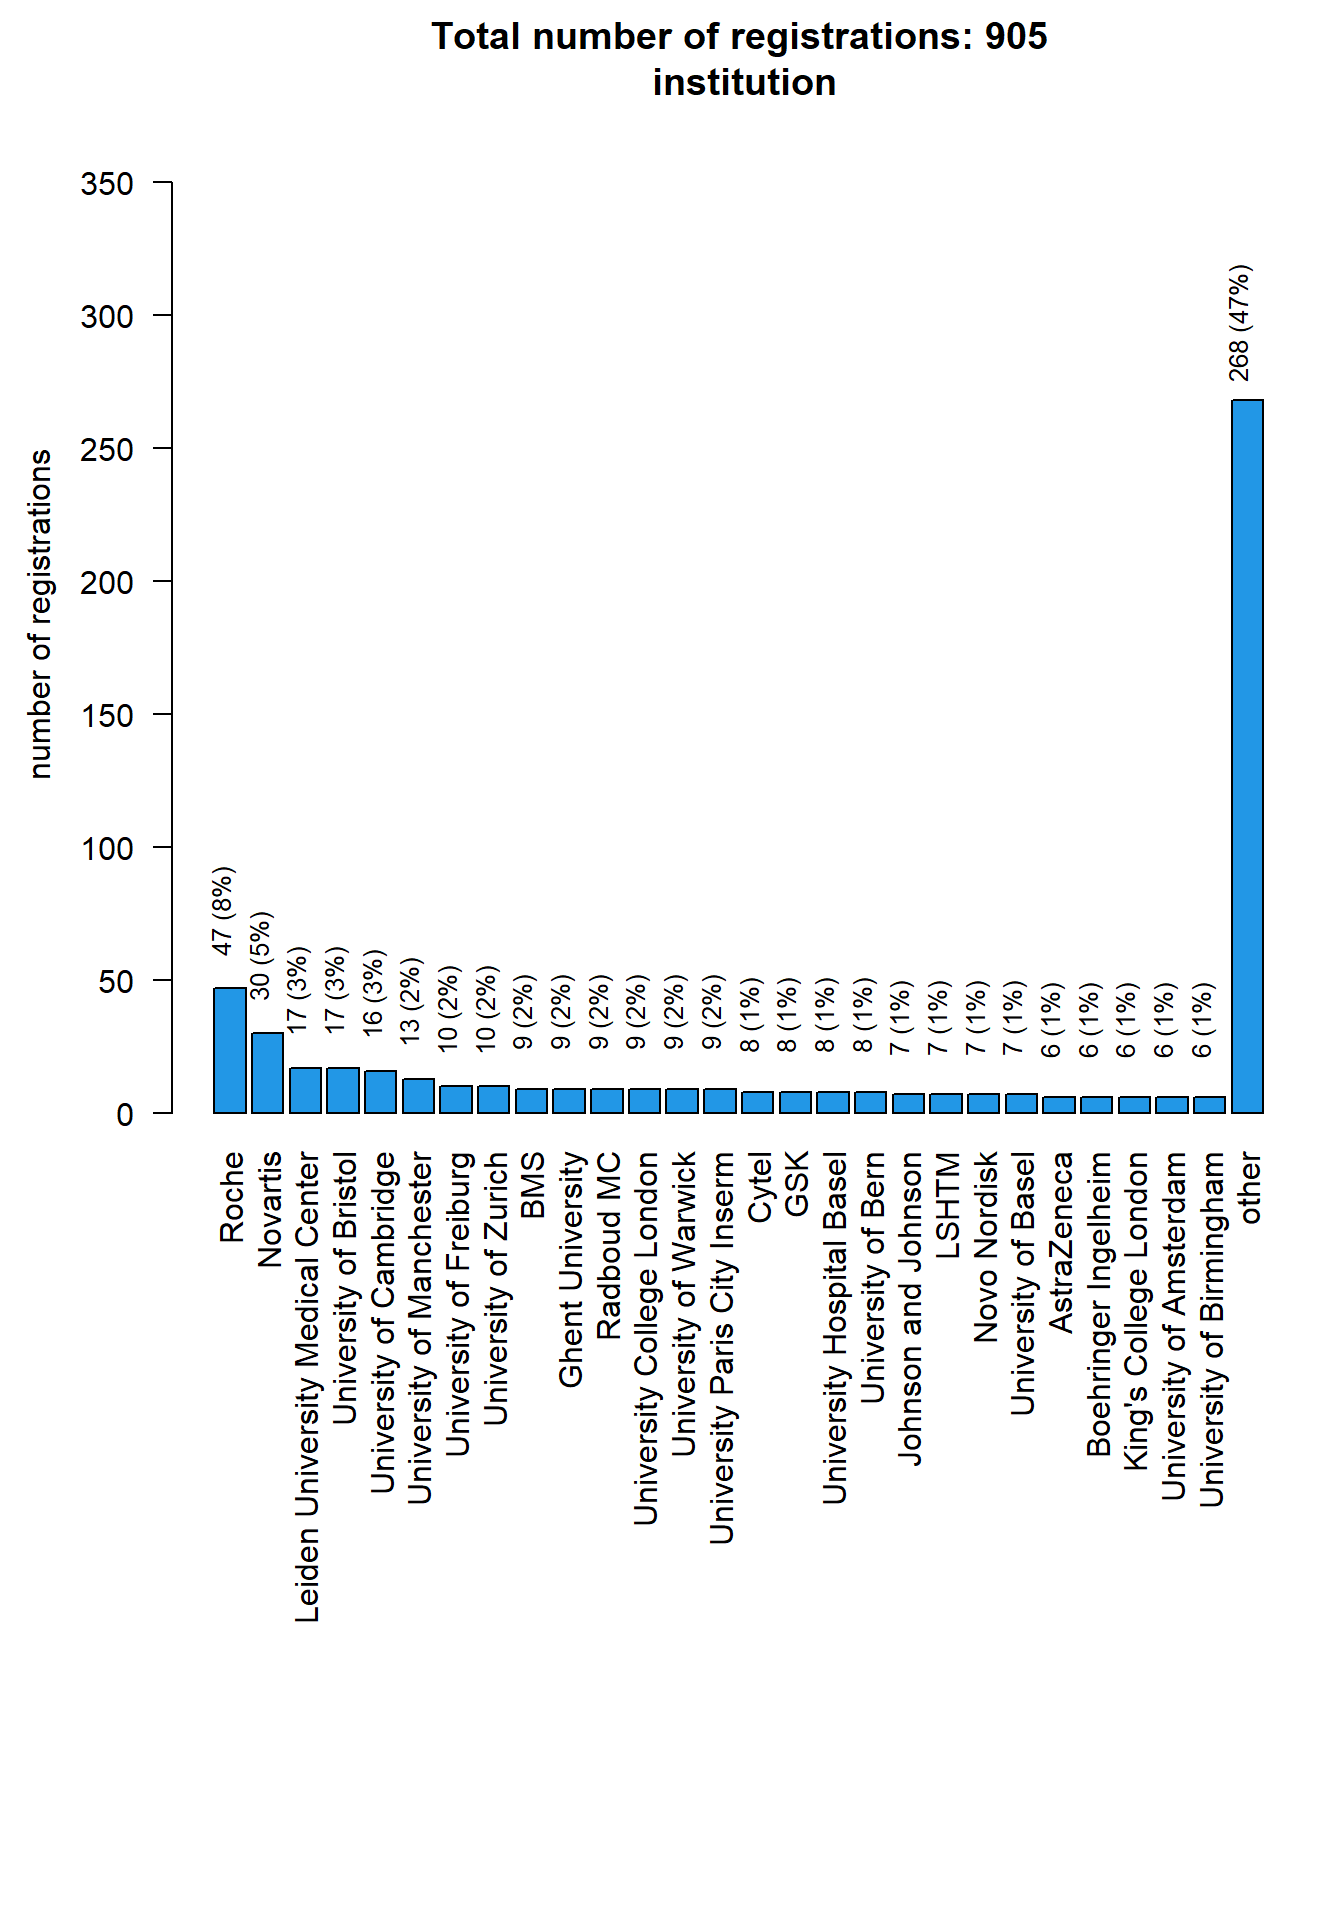 Total number of registrations: 905
institution
number of registrations
350
300
250
200
150
100
50
0
47 (8%)
30 (5%)
17 (3%)
17 (3%)
16 (3%)
13 (2%)
10 (2%)
10 (2%)
9 (2%)
9 (2%)
9 (2%)
9 (2%)
9 (2%)
9 (2%)
8 (1%)
8 (1%)
8 (1%)
8 (1%)
7 (1%)
7 (1%)
7 (1%)
7 (1%)
6 (1%)
6 (1%)
6 (1%)
6 (1%)
6 (1%)
268 (47%)
Roche
Novartis
Leiden University Medical Center
University of Bristol
University of Cambridge
University of Manchester
University of Freiburg
University of Zurich
BMS
Ghent University
Radboud MC
University College London
University of Warwick
University Paris City Inserm
Cytel
GSK
University Hospital Basel
University of Bern
Johnson and Johnson
LSHTM
Novo Nordisk
University of Basel
AstraZeneca
Boehringer Ingelheim
King's College London
University of Amsterdam
University of Birmingham
other